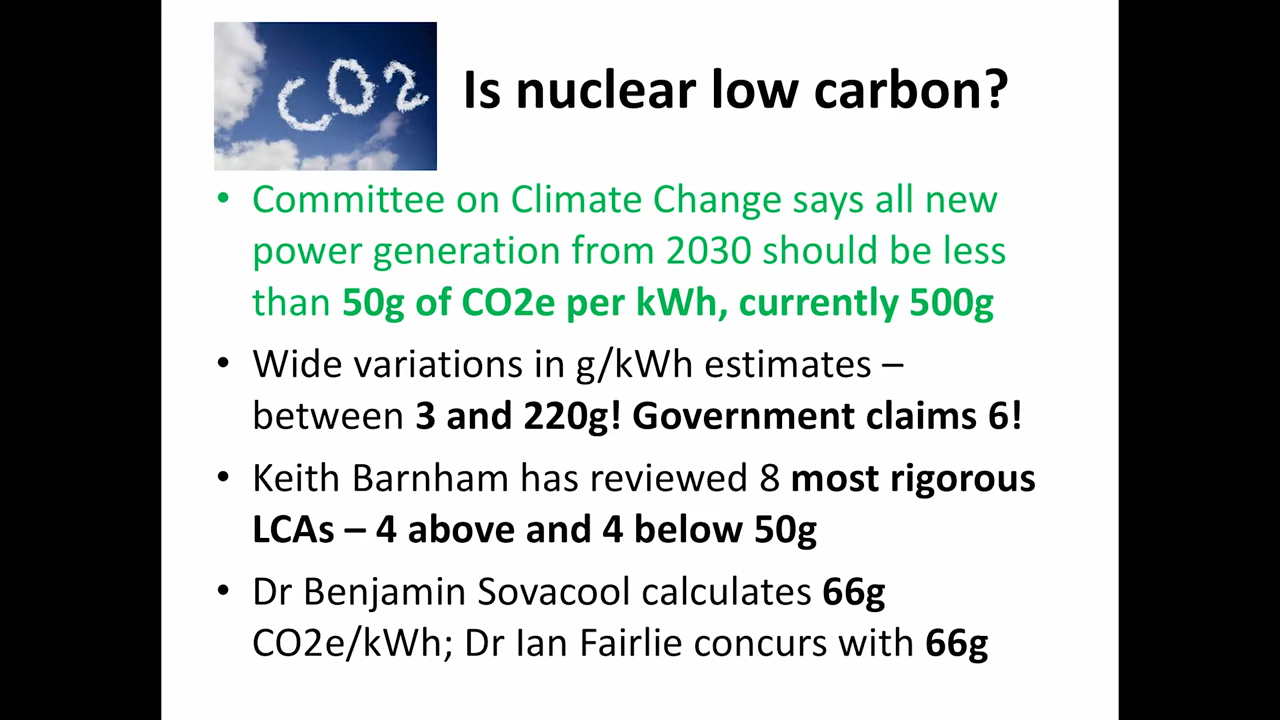 CO2
Is nuclear low carbon?
• Committee on Climate Change says all new
power generation from 2030 should be less
than 50g of CO2e per kWh, currently 500g
• Wide variations in g/kWh estimates –
between 3 and 220g! Government claims 6!
• Keith Barnham has reviewed 8 most rigorous
LCAs – 4 above and 4 below 50g
• Dr Benjamin Sovacool calculates 66g
CO2e/kWh; Dr Ian Fairlie concurs with 66g